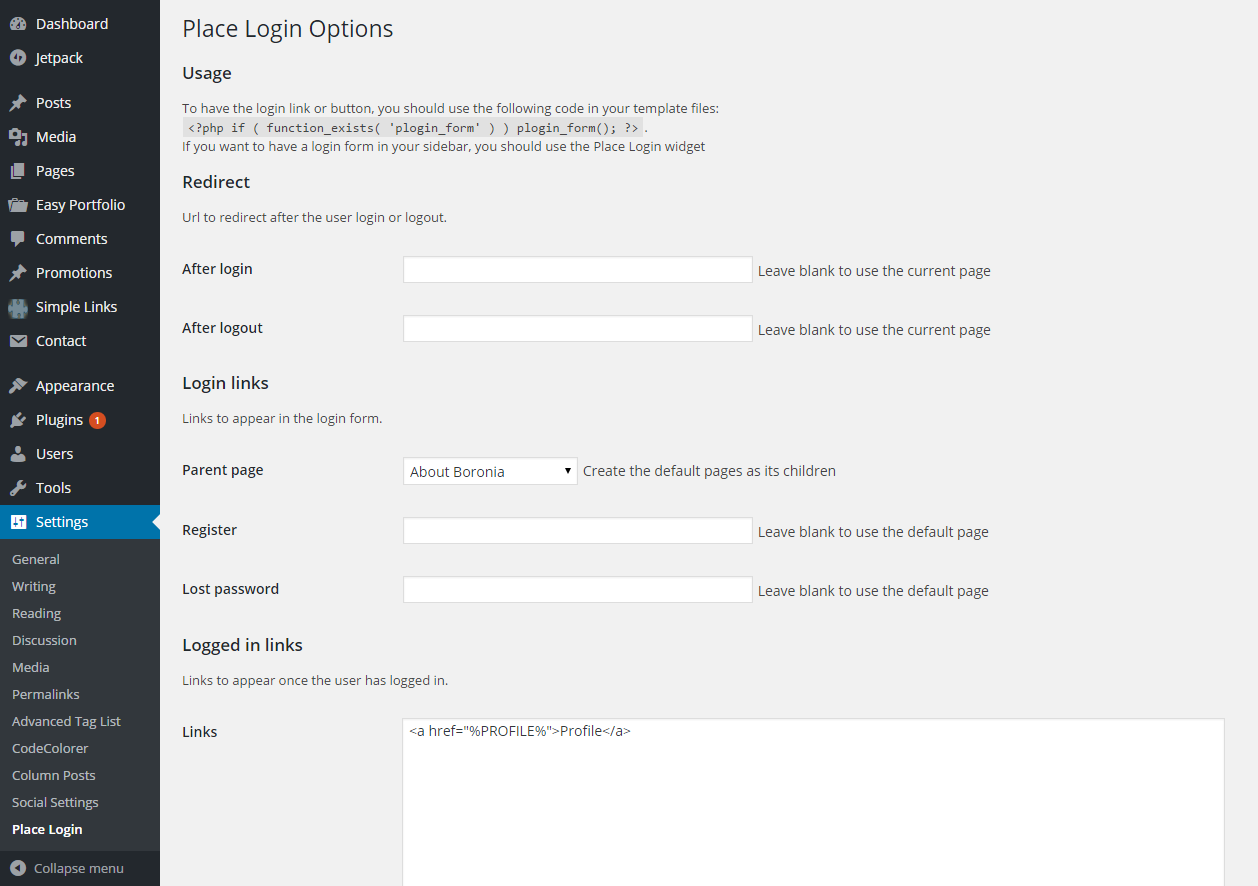 Dashboard
Jetpack
Posts
Media
Pages
Easy Portfolio
Comments
Promotions
Simple Links
Contact
Appearance
Plugins 1
Users
Tools
Settings
General
Writing
Reading
Discussion
Media
Permalinks
Advanced Tag List
CodeColorer
Column Posts
Social Settings
Place Login
Collapse menu
Place Login Options
Usage
To have the login link or button, you should use the following code in your template files:
<?php if ( function_exists( 'plogin_form' ) ) plogin_form(); ?> .
If you want to have a login form in your sidebar, you should use the Place Login widget
Redirect
Url to redirect after the user login or logout.
After login Leave blank to use the current page
After logout Leave blank to use the current page
Login links
Links to appear in the login form.
Parent page About Boronia Create the default pages as its children
Register Leave blank to use the default page
Lost password Leave blank to use the default page
Logged in links
Links to appear once the user has logged in.
Links <a href="%PROFILE%">Profile</a>